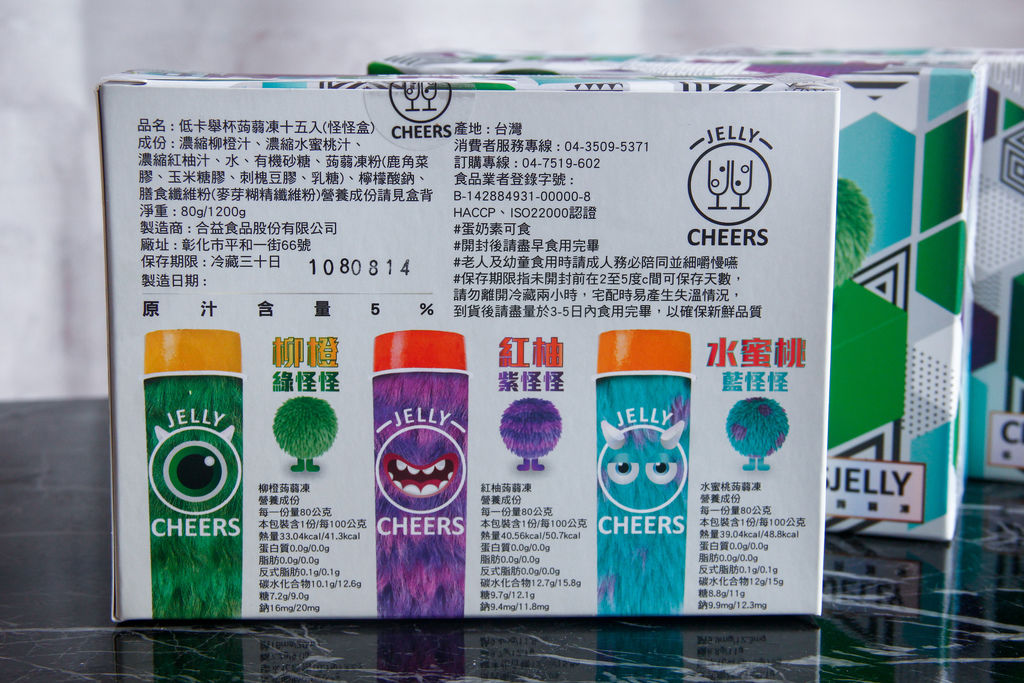 品名：低卡舉杯蒟蒻凍十五入(怪怪盒)
成份：濃縮柳橙汁、濃縮水蜜桃汁、
濃縮紅柚汁、水、有機砂糖、蒟蒻凍粉(鹿角菜
膠、玉米糖膠、刺槐豆膠、乳糖)、檸檬酸鈉、
膳食纖維粉(麥芽糊精纖維粉)營養成份請見盒背
淨重：80g/1200g
製造商：合益食品股份有限公司
廠址：彰化市平和一街66號
保存期限：冷藏三十日
製造日期：
1080814
原汁含量5%
CHEERS
產地：台灣
消費者服務專線：04-3509-5371
訂購專線：04-7519-602
食品業者登錄字號：
B-142884931-00000-8
HACCP、ISO22000認證
#蛋奶素可食
#開封後請盡早食用完畢
#老人及幼童食用時請成人務必陪同並細嚼慢嚥
#保存期限指未開封前在2至5度c間可保存天數，
請勿離開冷藏兩小時，宅配時易產生失溫情況，
到貨後請盡量於3-5日內食用完畢，以確保新鮮品質
JELLY
CHEERS
JELLY
CHEERS
柳橙
綠怪怪
柳橙蒟蒻凍
營養成份
每一份量80公克
本包裝含1份/每100公克
熱量33.04kcal/41.3kcal
蛋白質0.0g/0.0g
脂肪0.0g/0.0g
反式脂肪0.1g/0.1g
碳水化合物10.1g/12.6g
糖7.2g/9.0g
鈉16mg/20mg
JELLY
CHEERS
紅柚
紫怪怪
紅柚蒟蒻凍
營養成份
每一份量80公克
本包裝含1份/每100公克
熱量40.56kcal/50.7kcal
蛋白質0.0g/0.0g
脂肪0.0g/0.0g
反式脂肪0.0g/0.0g
碳水化合物12.7g/15.8g
糖9.7g/12.1g
鈉9.4mg/11.8mg
JELLY
CHEERS
水蜜桃
藍怪怪
水蜜桃蒟蒻凍
營養成份
每一份量80公克
本包裝含1份/每100公克
熱量39.04kcal/48.8kcal
蛋白質0.0g/0.0g
脂肪0.0g/0.0g
反式脂肪0.0g/0.0g
碳水化合物12g/15g
糖8.8g/11g
鈉9.9mg/12.3mg
JELLY
蒟蒻凍